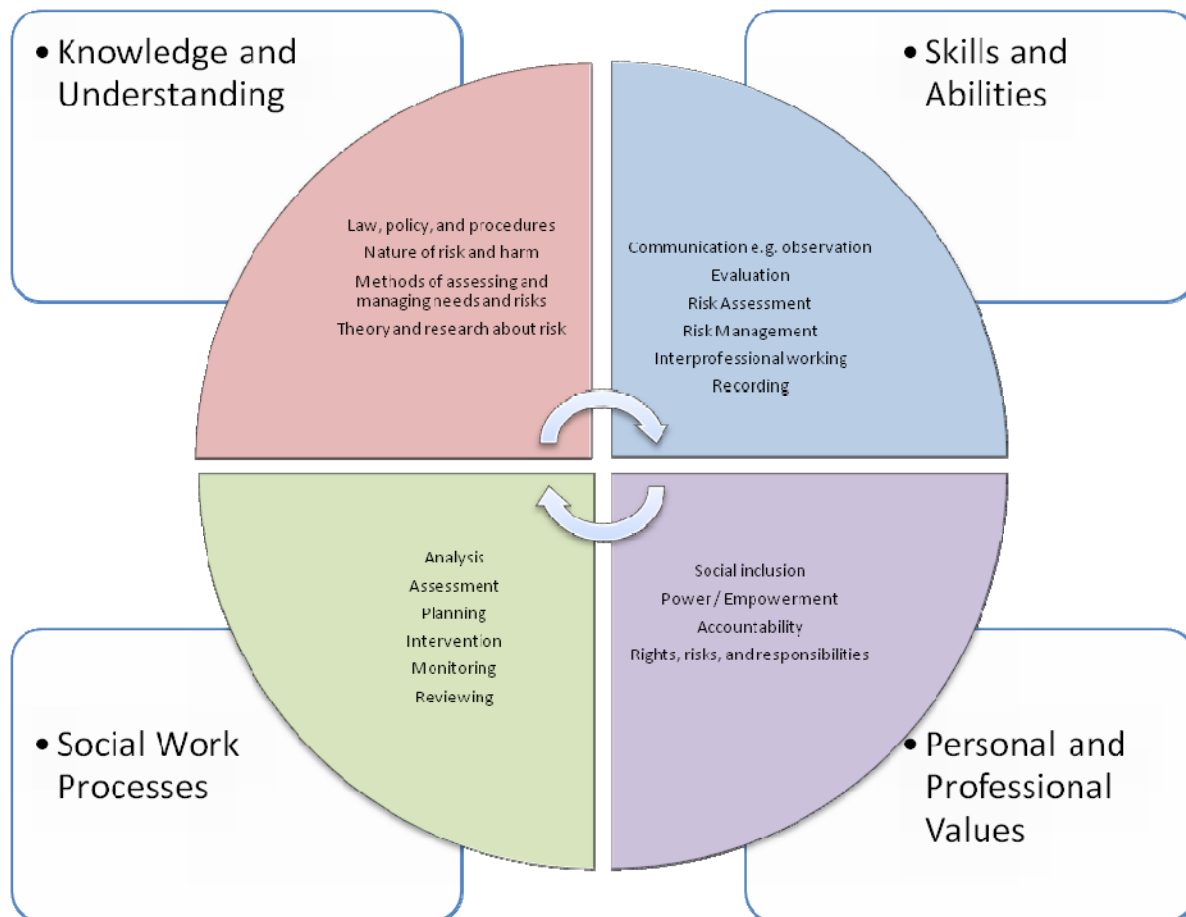 • Knowledge and
Understanding
• Skills and
Abilities
Law, policy, and procedures
Nature of risk and harm
Methods of assessing and
managing needs and risks
Theory and research about risk
Communication e.g. observation
Evaluation
Risk Assessment
Risk Management
Interprofessional working
Recording
Analysis
Assessment
Planning
Intervention
Monitoring
Reviewing
Social inclusion
Power / Empowerment
Accountability
Rights, risks, and responsibilities
• Social Work
Processes
• Personal and
Professional
Values